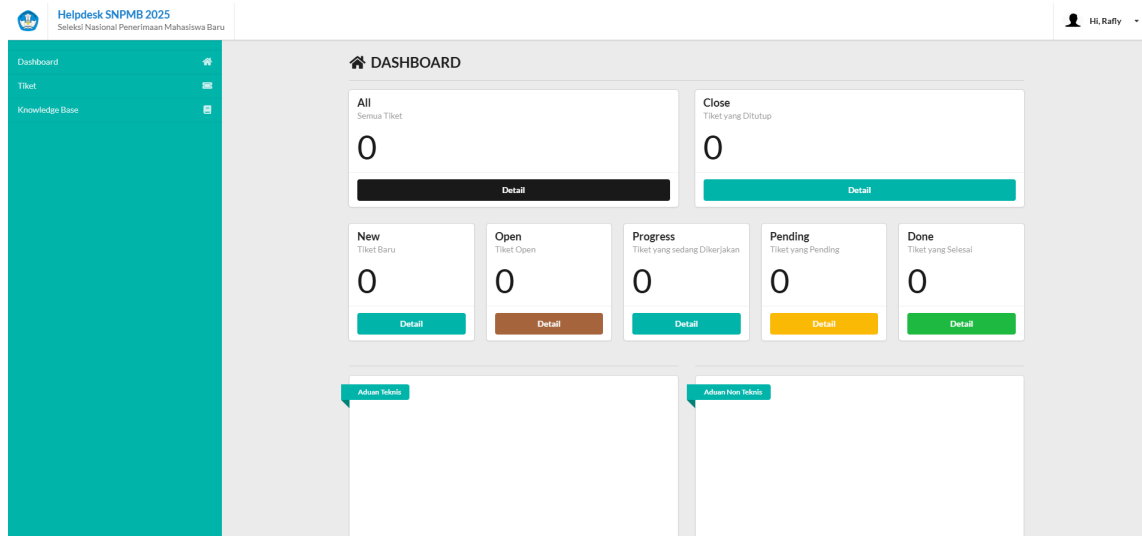 Helpdesk SNPMB 2025
Seleksi Nasional Penerimaan Mahasiswa Baru
Hi, Rafly
Dashboard
Tiket
Knowledge Base
DASHBOARD
All
Semua Tiket
0
Detail
Close
Tiket yang Ditutup
0
Detail
New
Tiket Baru
0
Detail
Open
Tiket Open
0
Detail
Progress
Tiket yang sedang Dikerjakan
0
Detail
Pending
Tiket yang Pending
0
Detail
Done
Tiket yang Selesai
0
Detail
Aduan Teknis
Aduan Non Teknis